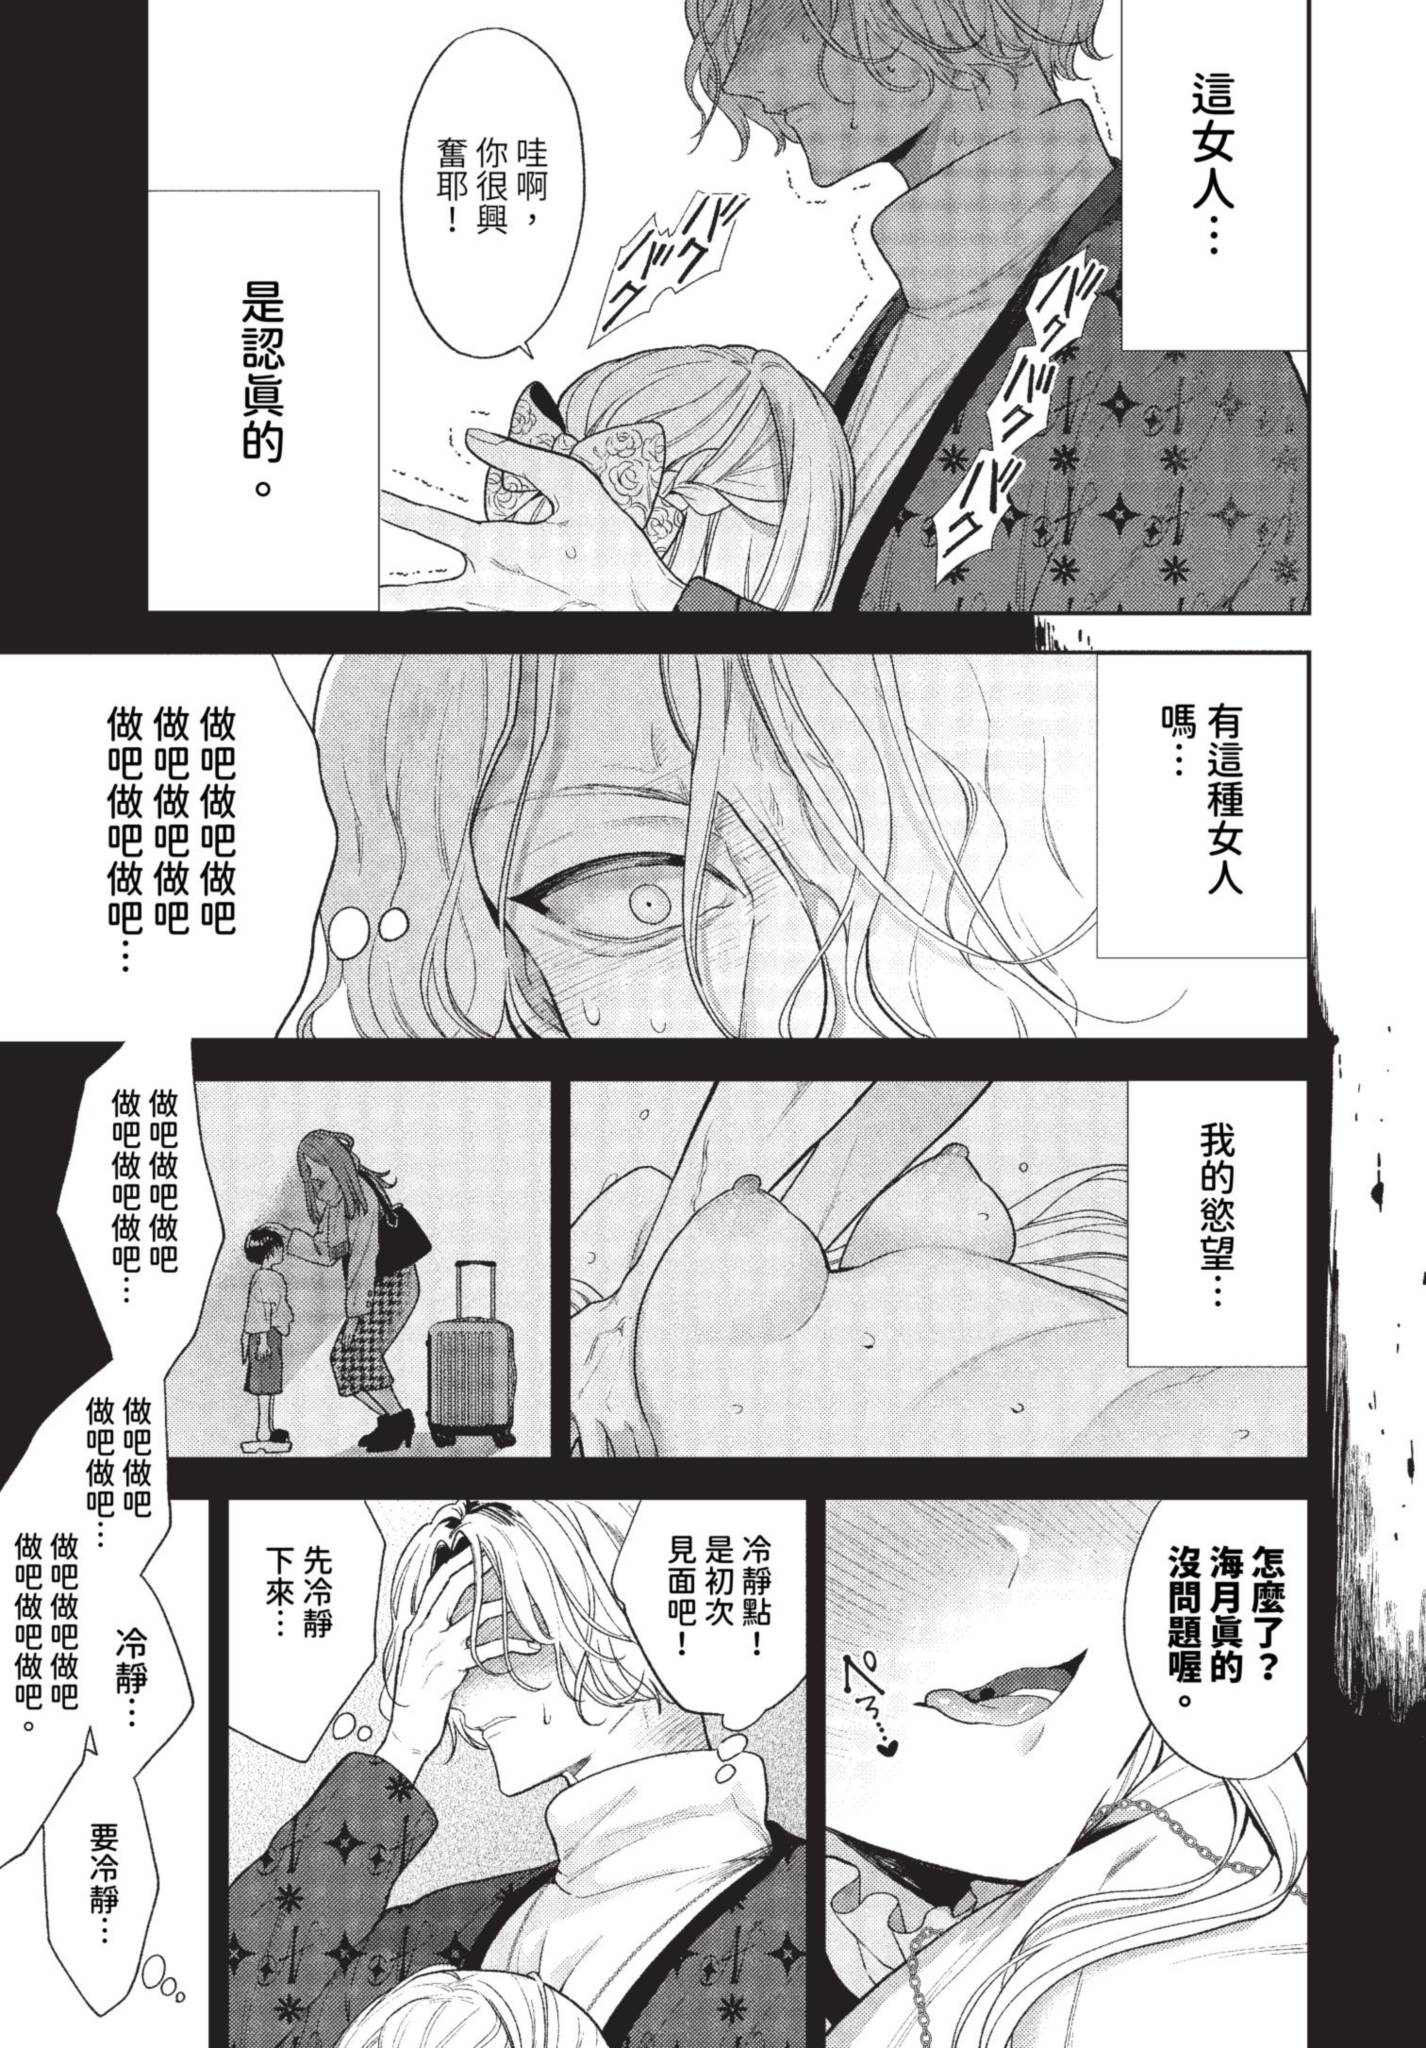 這女人…
哇啊，
你很興
奮耶！
バクバク
バクバクバク
是認眞的。
有這種女人
嗎…
做吧做吧做吧
做吧做吧做吧
做吧做吧做吧…
我的慾望…
做吧做吧做吧
做吧做吧做吧…
怎麼了？
海月眞的
沒問題喔。
ペろ…♥
冷靜點！
是初次
見面吧！
先冷靜
下來…
做吧做吧
做吧做吧…
冷靜…
做吧做吧做吧
做吧做吧做吧。
要冷靜…